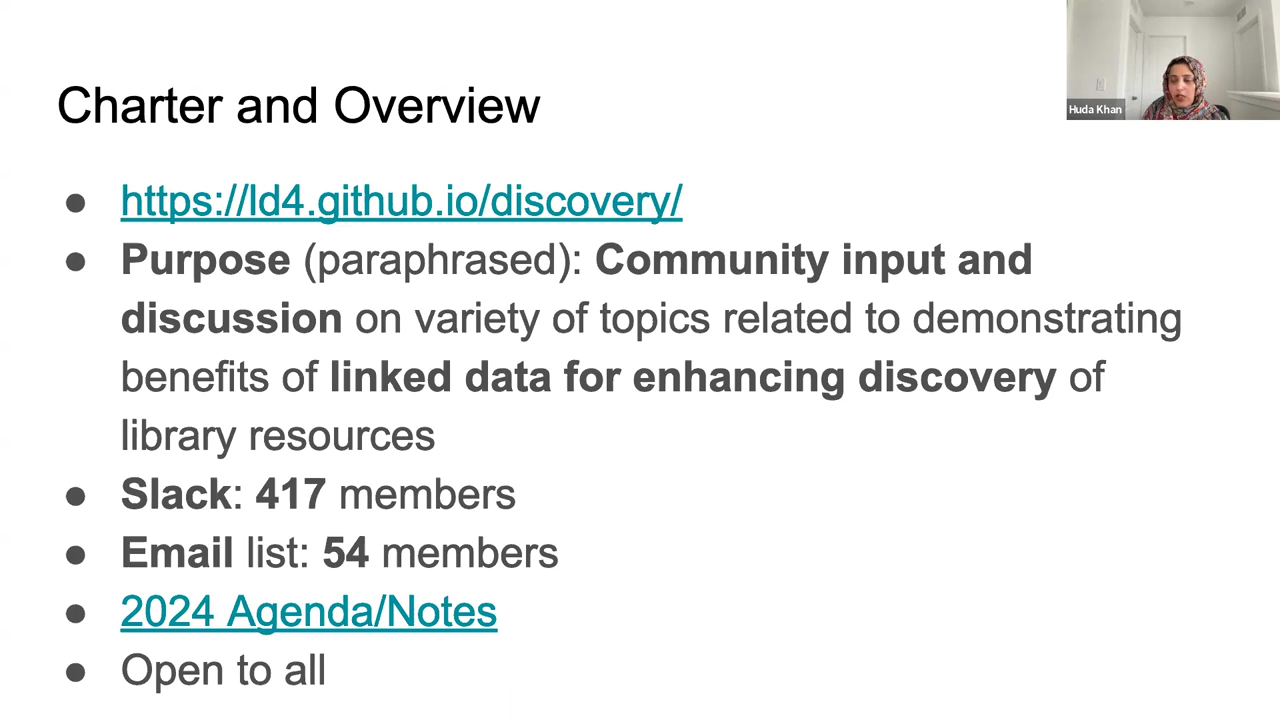 Charter and Overview
Huda Khan
● https://ld4.github.io/discovery/
● Purpose (paraphrased): Community input and
discussion on variety of topics related to demonstrating
benefits of linked data for enhancing discovery of
library resources
● Slack: 417 members
● Email list: 54 members
● 2024 Agenda/Notes
● Open to all